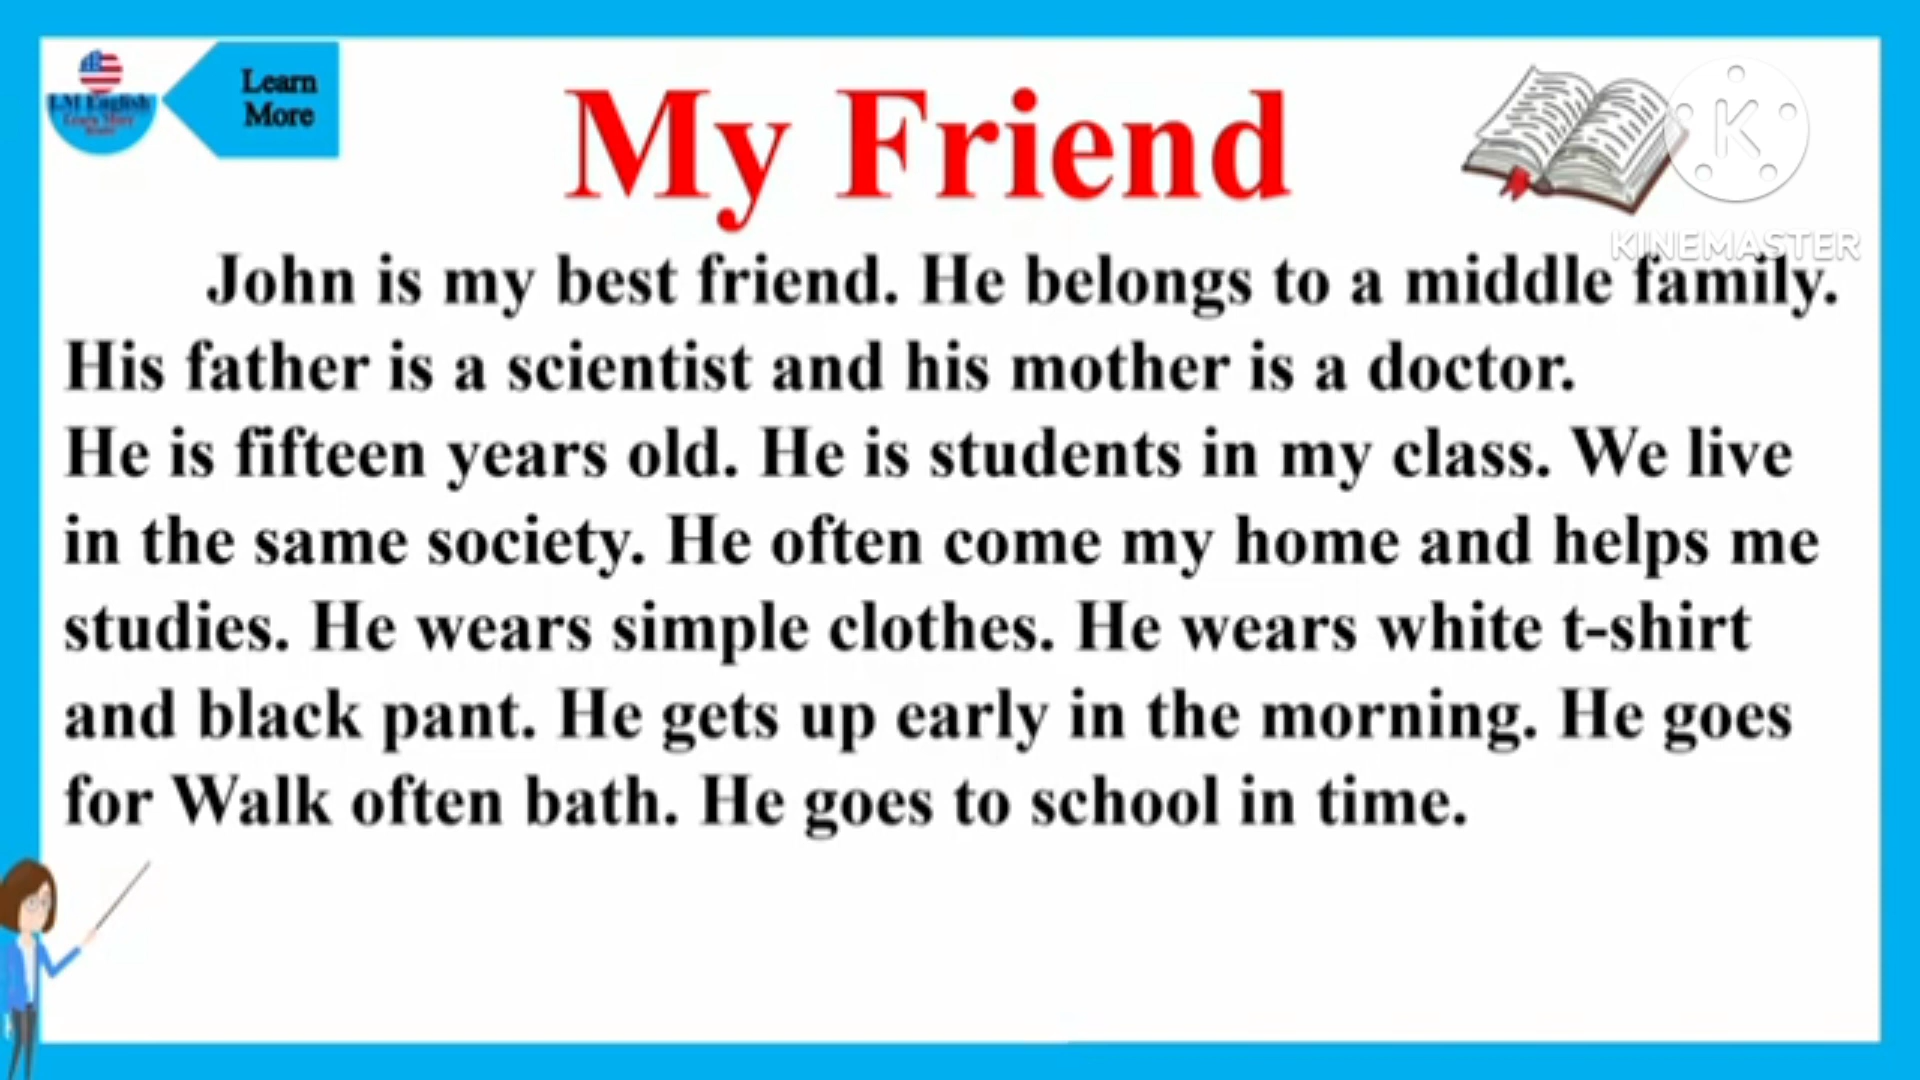 LM English
Learn More
Learn
More
My Friend
KINEMASTER
John is my best friend. He belongs to a middle family.
His father is a scientist and his mother is a doctor.
He is fifteen years old. He is students in my class. We live
in the same society. He often come my home and helps me
studies. He wears simple clothes. He wears white t-shirt
and black pant. He gets up early in the morning. He goes
for Walk often bath. He goes to school in time.